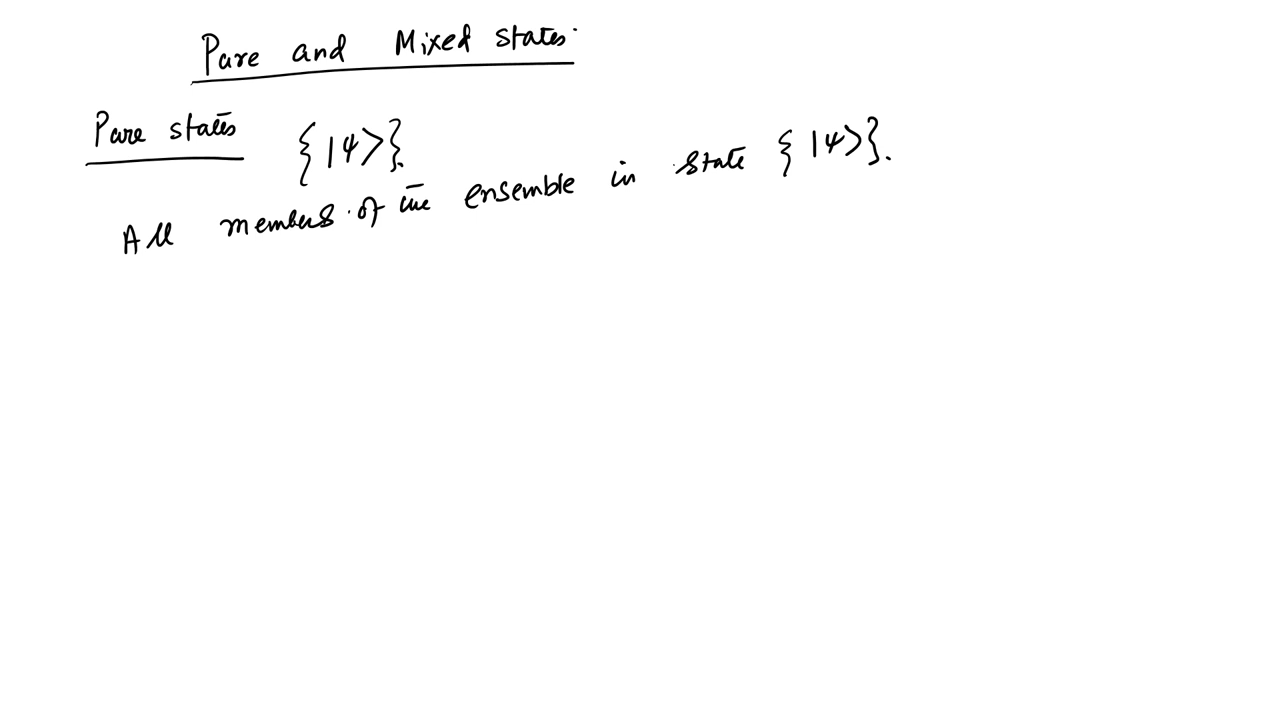 Pure and Mixed states.
Pure states { |ψ> }.
All members of the ensemble in state { |ψ> }.